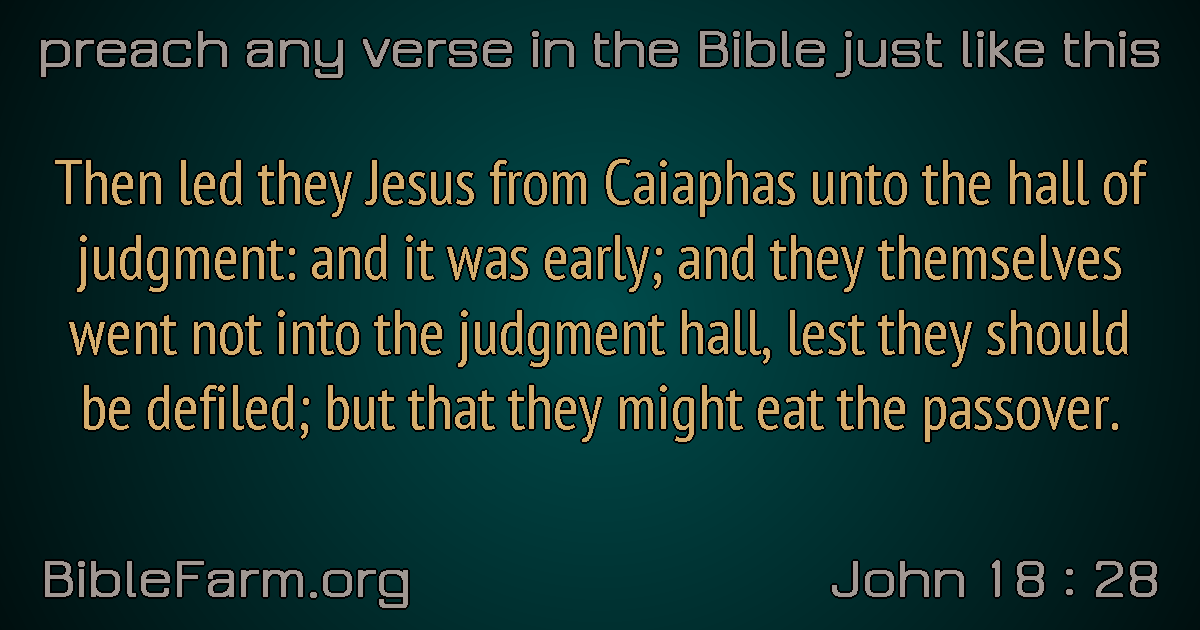 preach any verse in the Bible just like this
Then led they Jesus from Caiaphas unto the hall of
judgment: and it was early; and they themselves
went not into the judgment hall, lest they should
be defiled; but that they might eat the passover.
BibleFarm.org
John 18 : 28